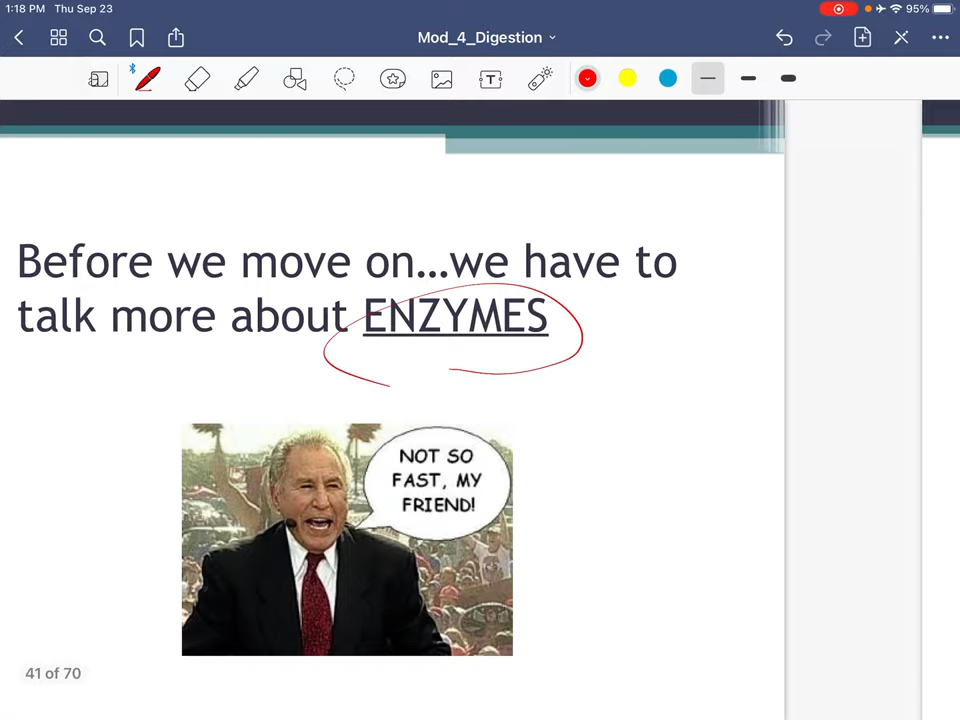 1:18 PM Thu Sep 23
95%
Mod_4_Digestion
T
Before we move on…we have to
talk more about ENZYMES
NOT SO
FAST, MY
FRIEND!
41 of 70